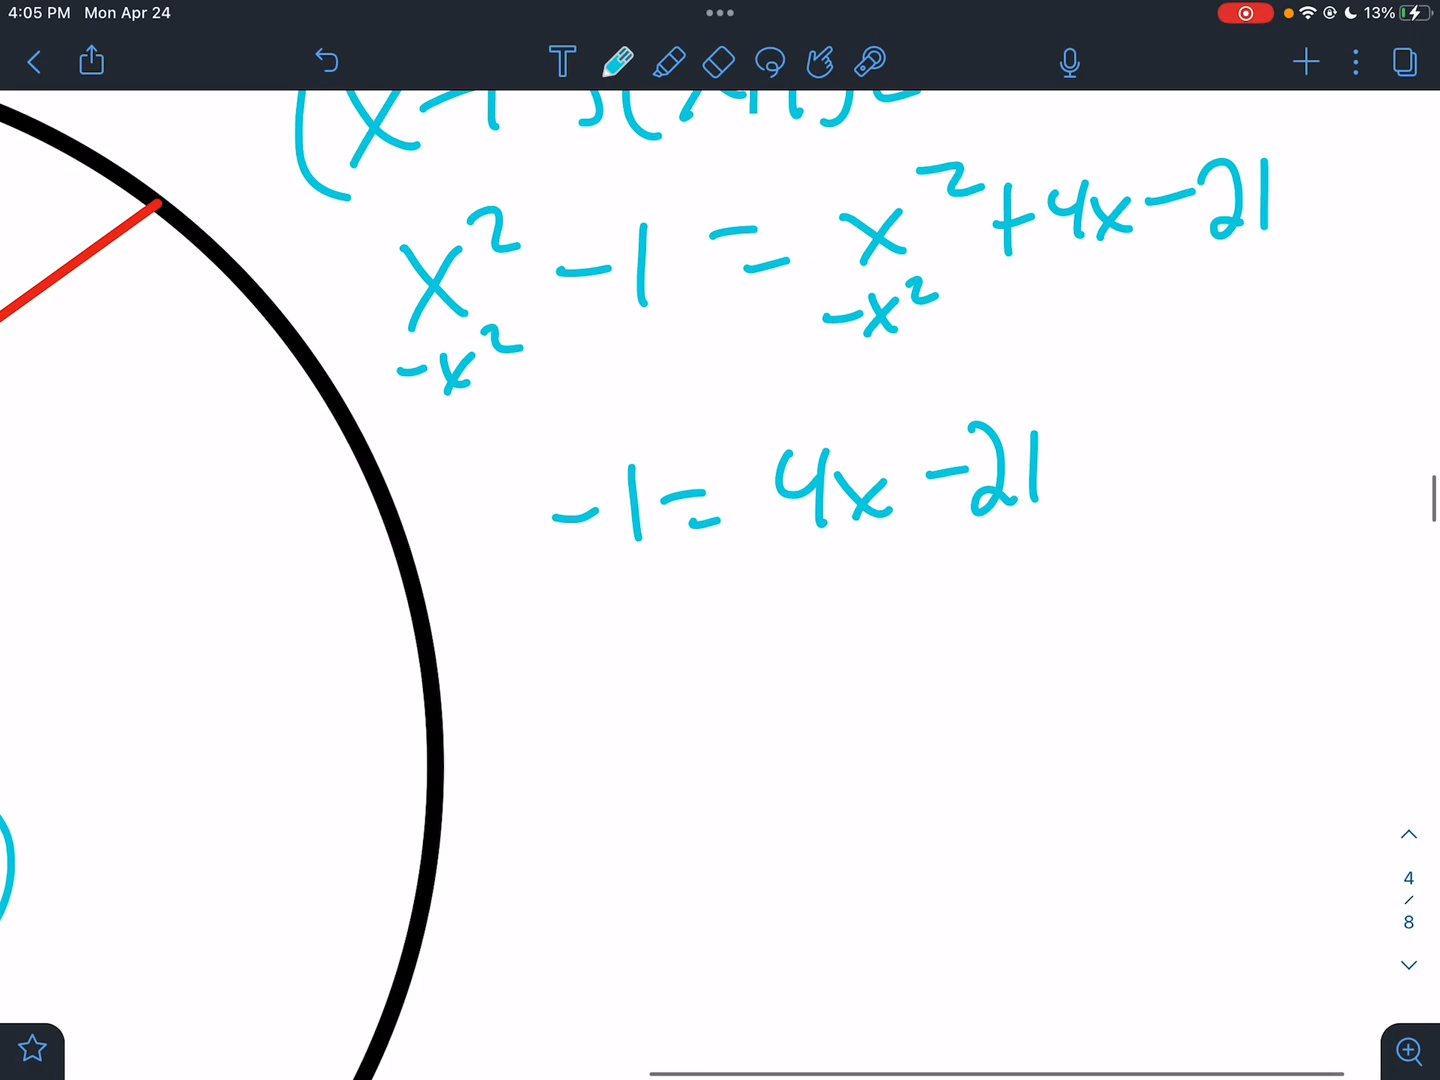 4:05 PM Mon Apr 24 13%
T
x² - 1 = x² + 4x - 21
-x² -x²
-1 = 4x - 21
4
/
8